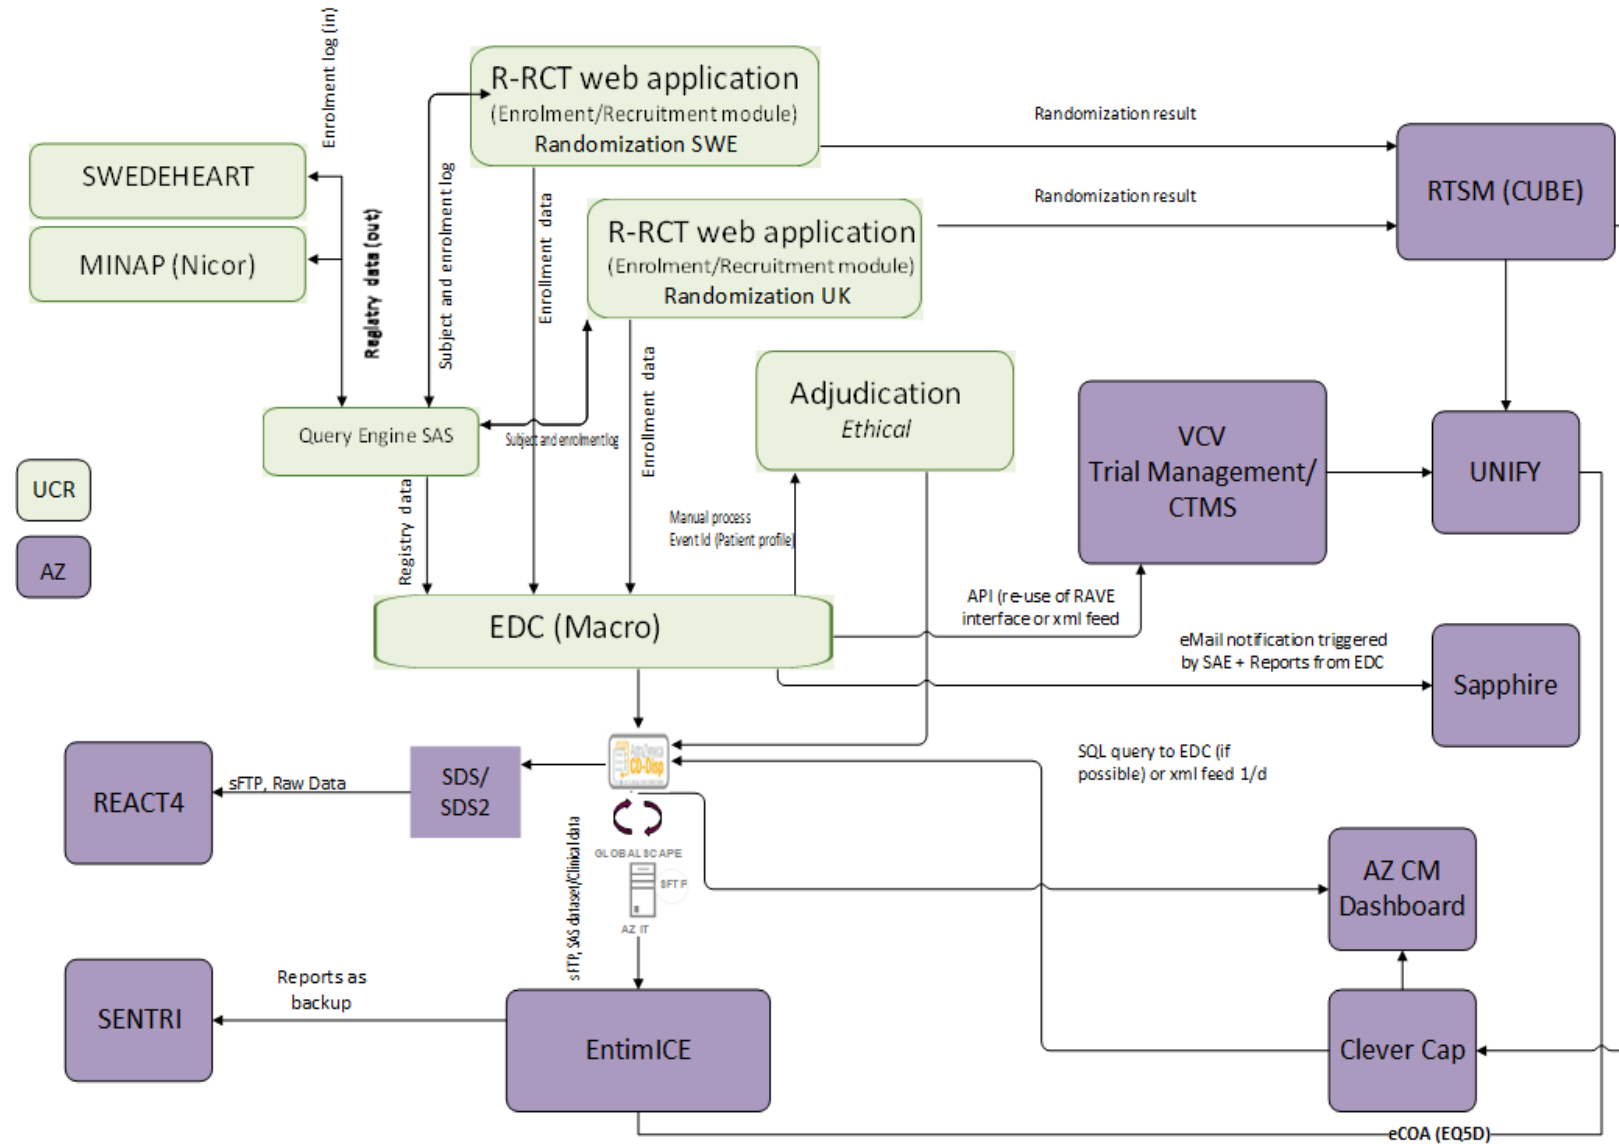 Enrolment log (in)
R-RCT web application
(Enrolment/Recruitment module)
Randomization SWE
Randomization result
RTSM (CUBE)
SWEDEHEART
MINAP (Nicor)
Registry data (out)
Subject and enrolment log
Enrollment data
R-RCT web application
(Enrolment/Recruitment module)
Randomization UK
Randomization result
Query Engine SAS
Subject and enrolment log
Enrollment data
Adjudication
Ethical
VCV
Trial Management/
CTMS
UNIFY
UCR
AZ
Registry data
Manual process
Event Id (Patient profile)
EDC (Macro)
API (re-use of RAVE
interface or xml feed
eMail notification triggered
by SAE + Reports from EDC
Sapphire
AstraZeneca
CD-Disp
SQL query to EDC (if
possible) or xml feed 1/d
SDS/
SDS2
sFTP, Raw Data
REACT4
GLOBALSCAPE
SFTP
AZ IT
sFTP, SAS dataset/Clinical data
AZ CM
Dashboard
Reports as
backup
SENTRI
EntimICE
Clever Cap
eCOA (EQ5D)